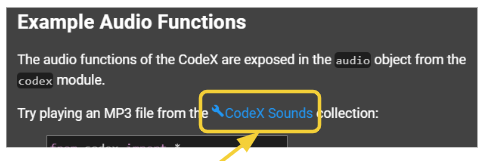 Example Audio Functions
The audio functions of the CodeX are exposed in the audio object from the
codex module.
Try playing an MP3 file from the CodeX Sounds collection:
from codex import *